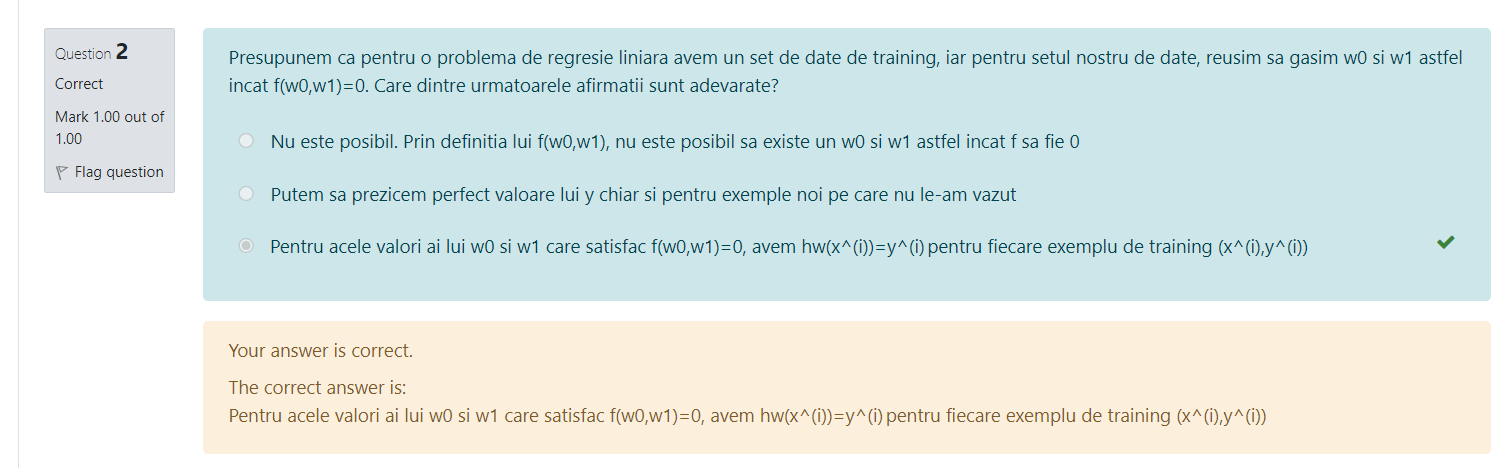 Question 2
Correct
Mark 1.00 out of
1.00
Flag question
Presupunem ca pentru o problema de regresie liniara avem un set de date de training, iar pentru setul nostru de date, reusim sa gasim w0 si w1 astfel
incat f(w0,w1)=0. Care dintre urmatoarele afirmatii sunt adevarate?
Nu este posibil. Prin definitia lui f(w0,w1), nu este posibil sa existe un w0 si w1 astfel incat f sa fie 0
Putem sa prezicem perfect valoare lui y chiar si pentru exemple noi pe care nu le-am vazut
Pentru acele valori ai lui w0 si w1 care satisfac f(w0,w1)=0, avem hw(x^(i))=y^(i) pentru fiecare exemplu de training (x^(i),y^(i))
Your answer is correct.
The correct answer is:
Pentru acele valori ai lui w0 si w1 care satisfac f(w0,w1)=0, avem hw(x^(i))=y^(i) pentru fiecare exemplu de training (x^(i),y^(i))